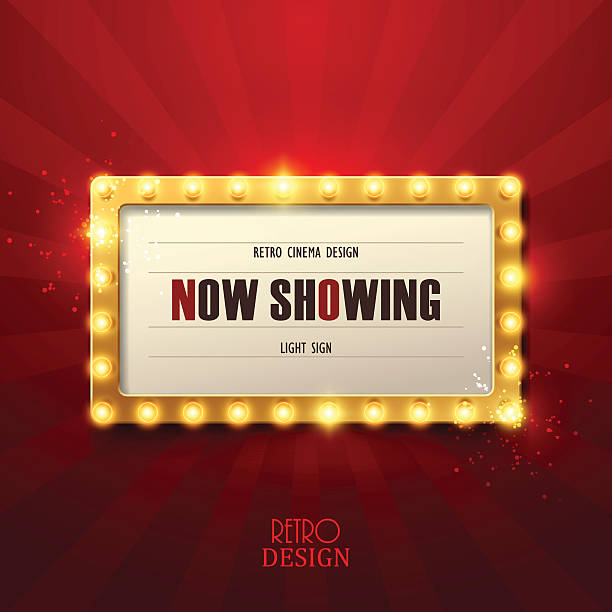 RETRO CINEMA DESIGN
NOW SHOWING
LIGHT SIGN
RETRO
DESIGN